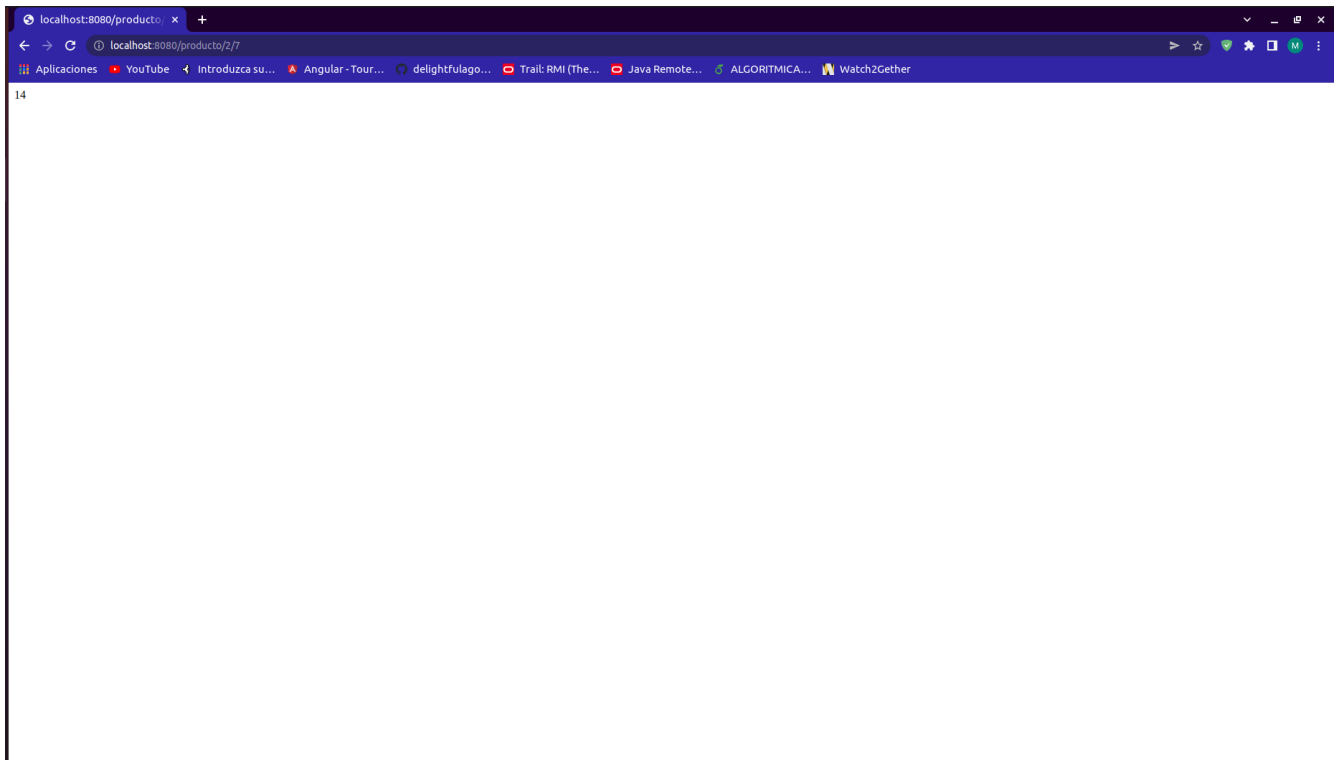 localhost:8080/producto/
localhost:8080/producto/2/7
M
Aplicaciones YouTube Introduzca su... Angular - Tour... delightfulago... Trail: RMI (The... Java Remote... ALGORITMICA... Watch2Gether
14